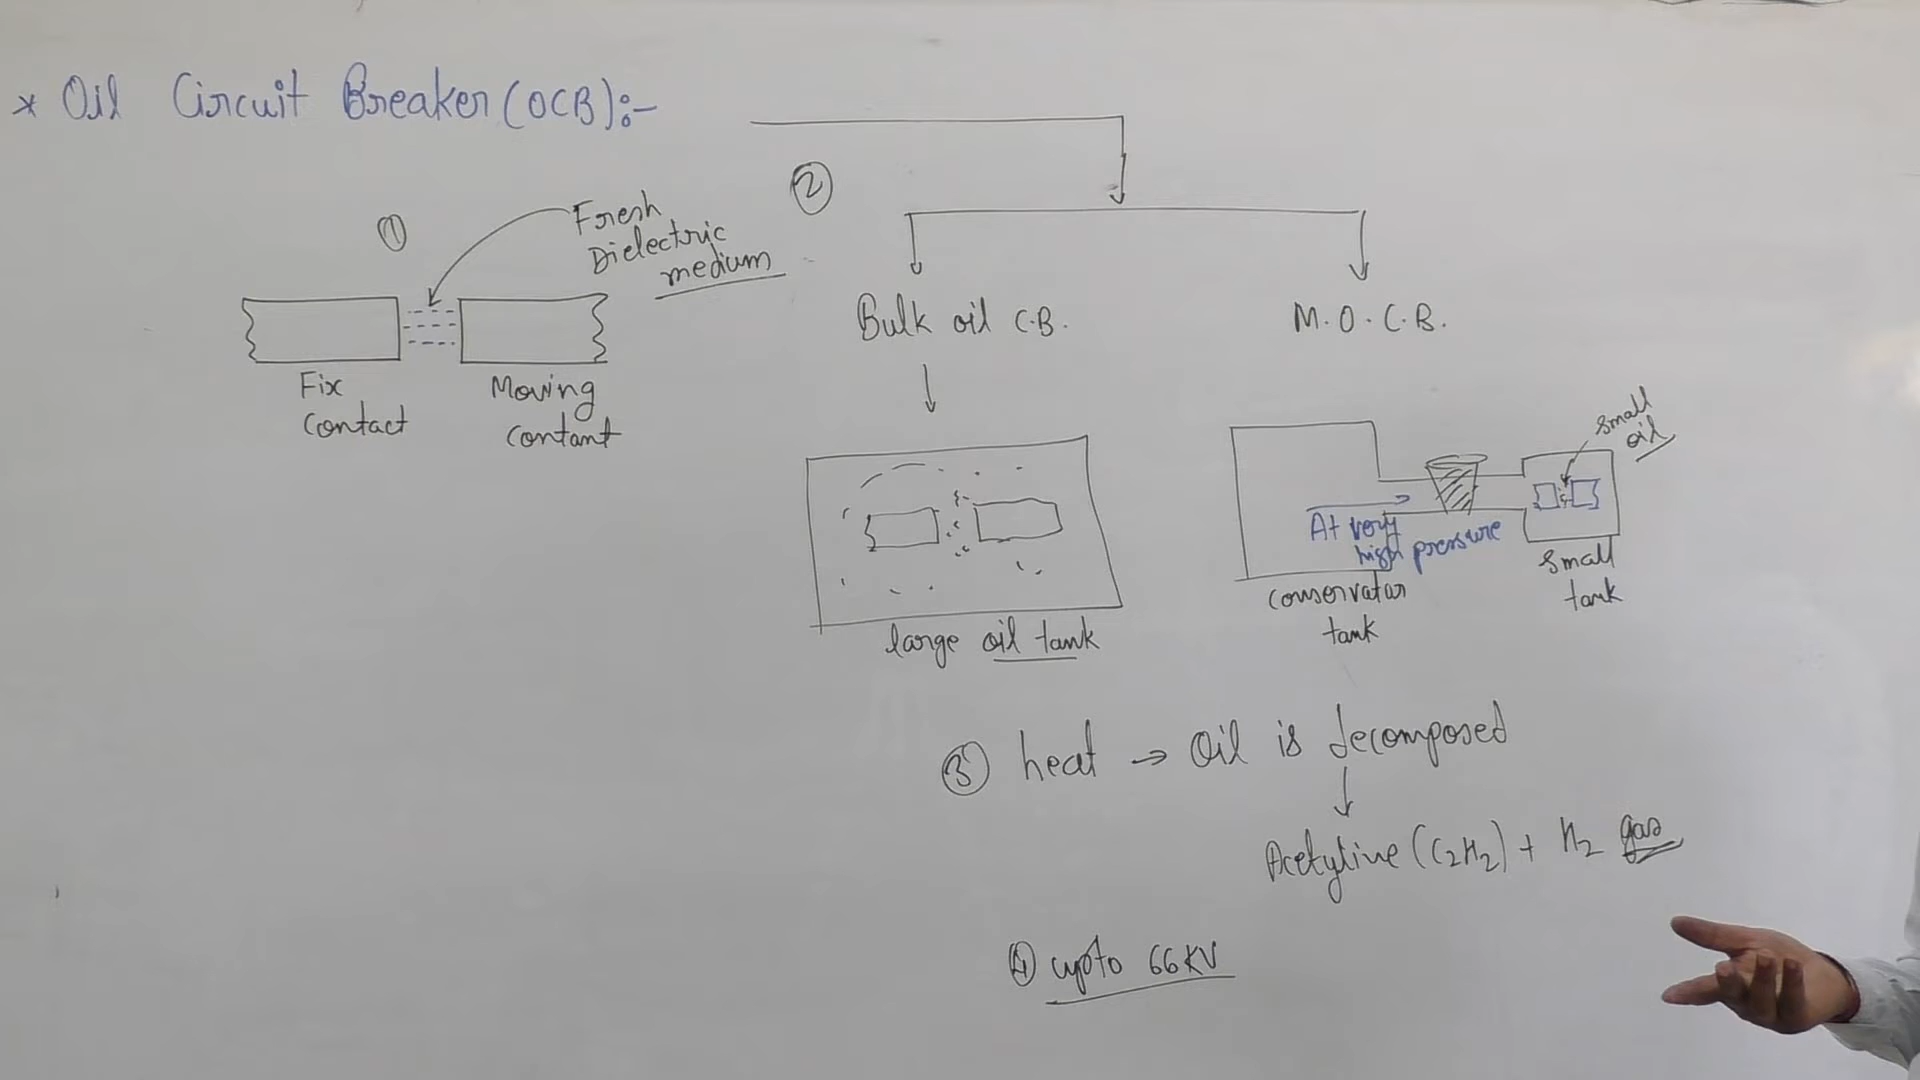 * Oil Circuit Breaker (OCB):-
①
Fresh
Dielectric
medium
Fix
Contact
Moving
Contant
②
Bulk oil C.B.
M.O.C.B.
large oil tank
small
oil
At very
high pressure
Conservator
tank
Small
tank
③ heat → Oil is decomposed
Acetyline (C₂H₂) + H₂ gas
④ upto 66KV